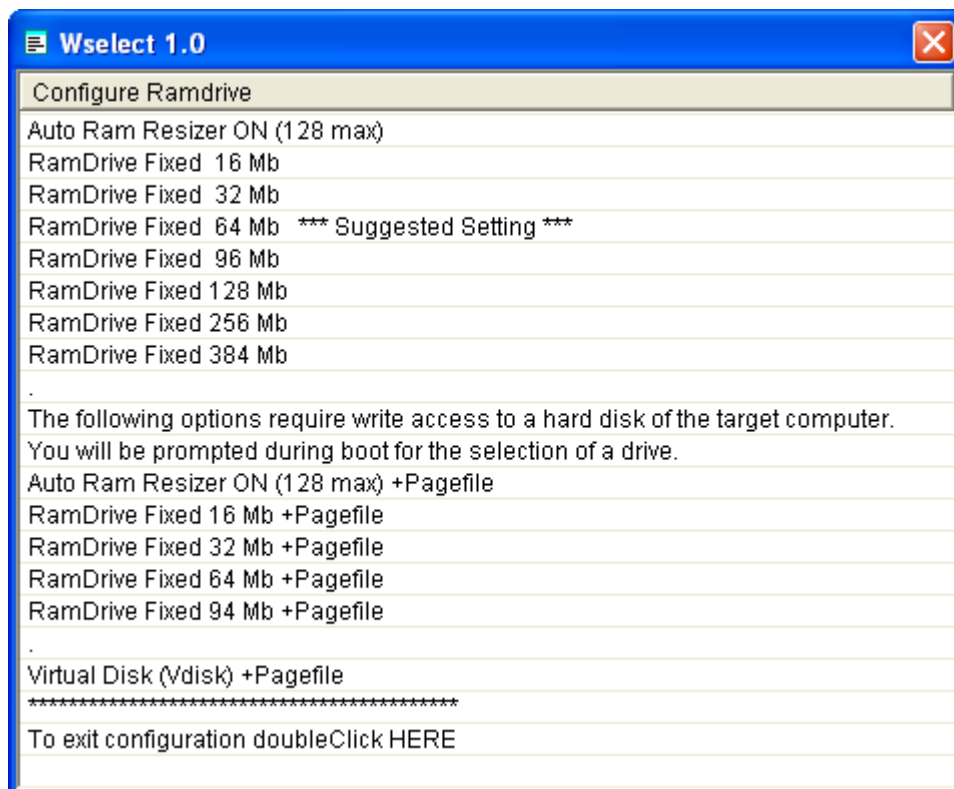 Wselect 1.0
Configure Ramdrive
Auto Ram Resizer ON (128 max)
RamDrive Fixed  16 Mb
RamDrive Fixed  32 Mb
RamDrive Fixed  64 Mb   *** Suggested Setting ***
RamDrive Fixed  96 Mb
RamDrive Fixed 128 Mb
RamDrive Fixed 256 Mb
RamDrive Fixed 384 Mb
.
The following options require write access to a hard disk of the target computer.
You will be prompted during boot for the selection of a drive.
Auto Ram Resizer ON (128 max) +Pagefile
RamDrive Fixed 16 Mb +Pagefile
RamDrive Fixed 32 Mb +Pagefile
RamDrive Fixed 64 Mb +Pagefile
RamDrive Fixed 94 Mb +Pagefile
.
Virtual Disk (Vdisk) +Pagefile
*******************************************
To exit configuration doubleClick HERE